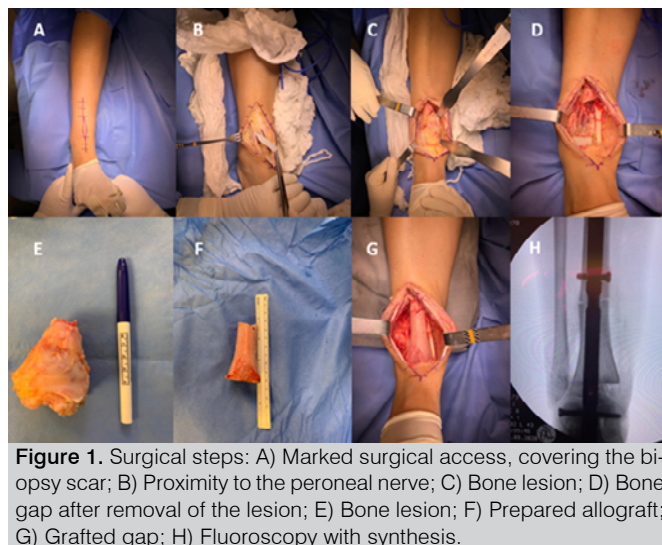 A B C D
E F G H
Figure 1. Surgical steps: A) Marked surgical access, covering the bi-
opsy scar; B) Proximity to the peroneal nerve; C) Bone lesion; D) Bone
gap after removal of the lesion; E) Bone lesion; F) Prepared allograft;
G) Grafted gap; H) Fluoroscopy with synthesis.